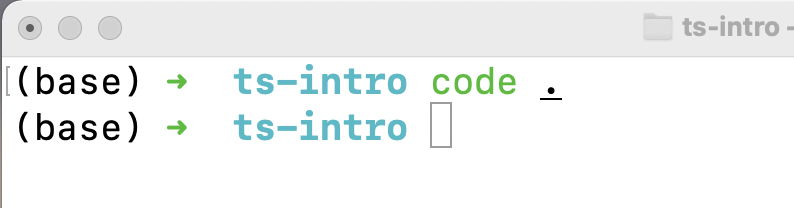 ts-intro —
(base) ➜ ts-intro code .
(base) ➜ ts-intro